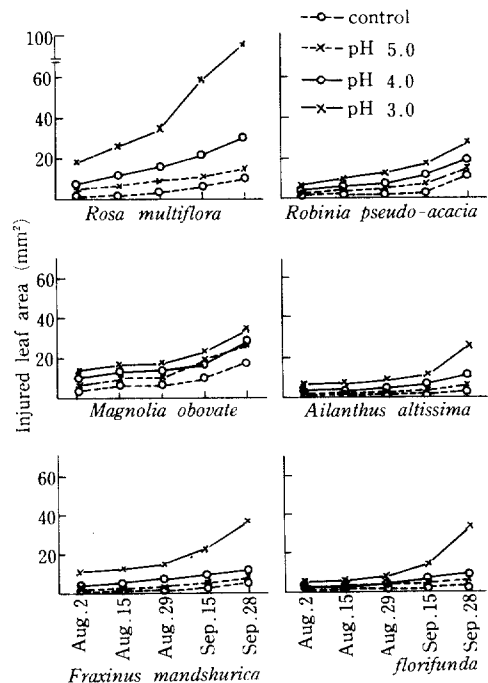 control
pH 5.0
pH 4.0
pH 3.0
Injured leaf area (mm²)
100
60
40
20
Rosa multiflora
Robinia pseudo-acacia
60
40
20
Magnolia obovate
Ailanthus altissima
60
40
20
Aug. 2
Aug. 15
Aug. 29
Sep. 15
Sep. 28
Aug. 2
Aug. 15
Aug. 29
Sep. 15
Sep. 28
Fraxinus mandshurica
florifunda